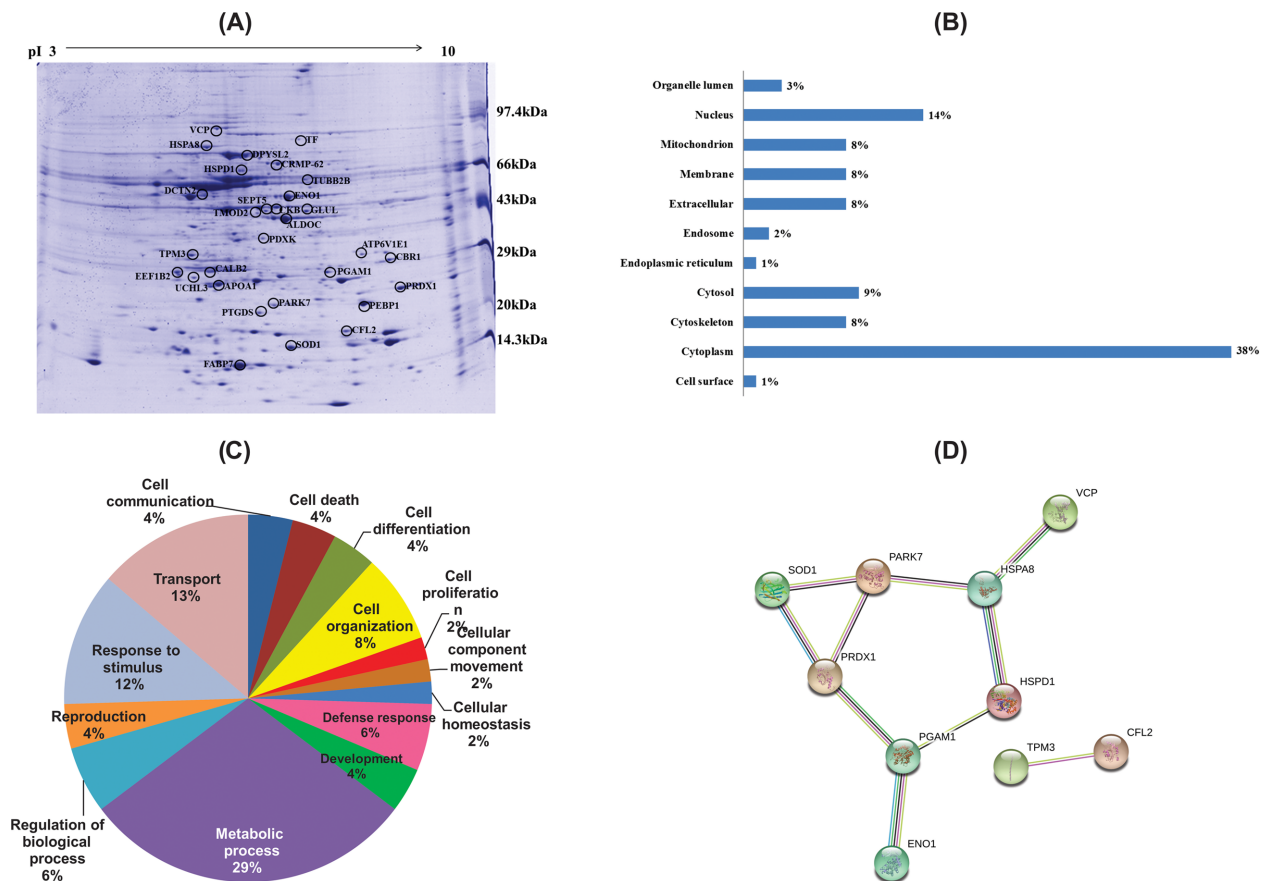 (A)
pI 3 10
97.4kDa
66kDa
43kDa
29kDa
20kDa
14.3kDa
VCP
TF
HSPA8
DPYSL2
CRMP-62
HSPD1
TUBB2B
DCTN2
ENO1
SEPT5
TMOD2
CKB
GLUL
ALDOC
PDXK
ATP6V1E1
TPM3
CBR1
EEF1B2
CALB2
PGAM1
UCHL3
APOA1
PRDX1
PARK7
PEBP1
PTGDS
CFL2
SOD1
FABP7
(B)
Organelle lumen 3%
Nucleus 14%
Mitochondrion 8%
Membrane 8%
Extracellular 8%
Endosome 2%
Endoplasmic reticulum 1%
Cytosol 9%
Cytoskeleton 8%
Cytoplasm 38%
Cell surface 1%
(C)
Cell
communication
4%
Cell death
4%
Cell
differentiation
4%
Cell
organization
8%
Cell
proliferatio
n
2%
Cellular
component
movement
2%
Cellular
homeostasis
2%
Defense response
6%
Development
4%
Metabolic
process
29%
Regulation of
biological
process
6%
Reproduction
4%
Response to
stimulus
12%
Transport
13%
(D)
VCP
PARK7
HSPA8
SOD1
PRDX1
HSPD1
PGAM1
TPM3
CFL2
ENO1